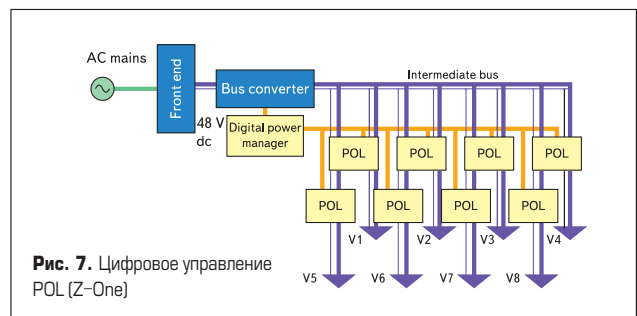 AC mains
Front end
Bus converter
Intermediate bus
48 V
dc
Digital power
manager
POL
POL
POL
POL
POL
POL
POL
POL
V1
V2
V3
V4
V5
V6
V7
V8
Рис. 7. Цифровое управление
POL (Z–One)